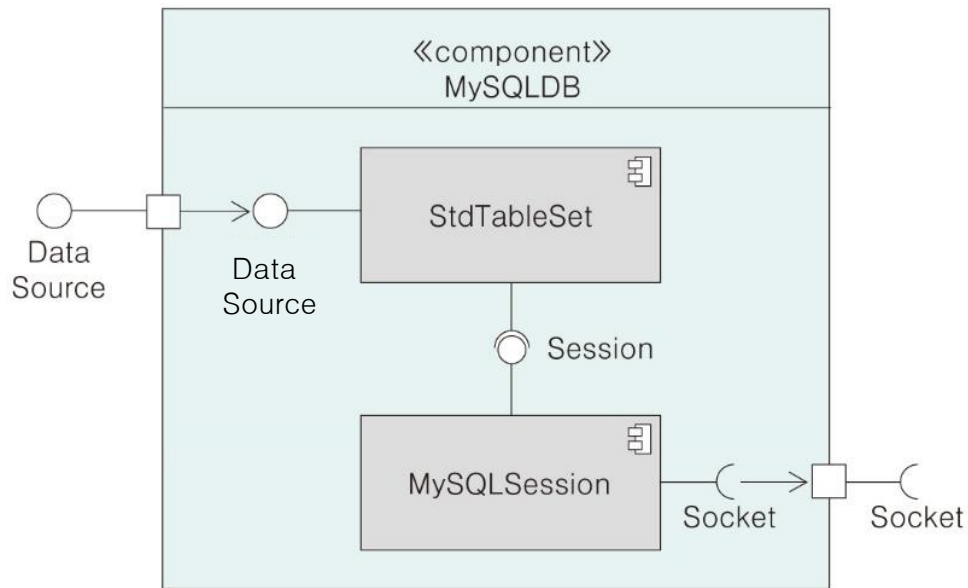 《component》
MySQLDB
StdTableSet
Data
Source
Data
Source
Session
MySQLSession
Socket
Socket